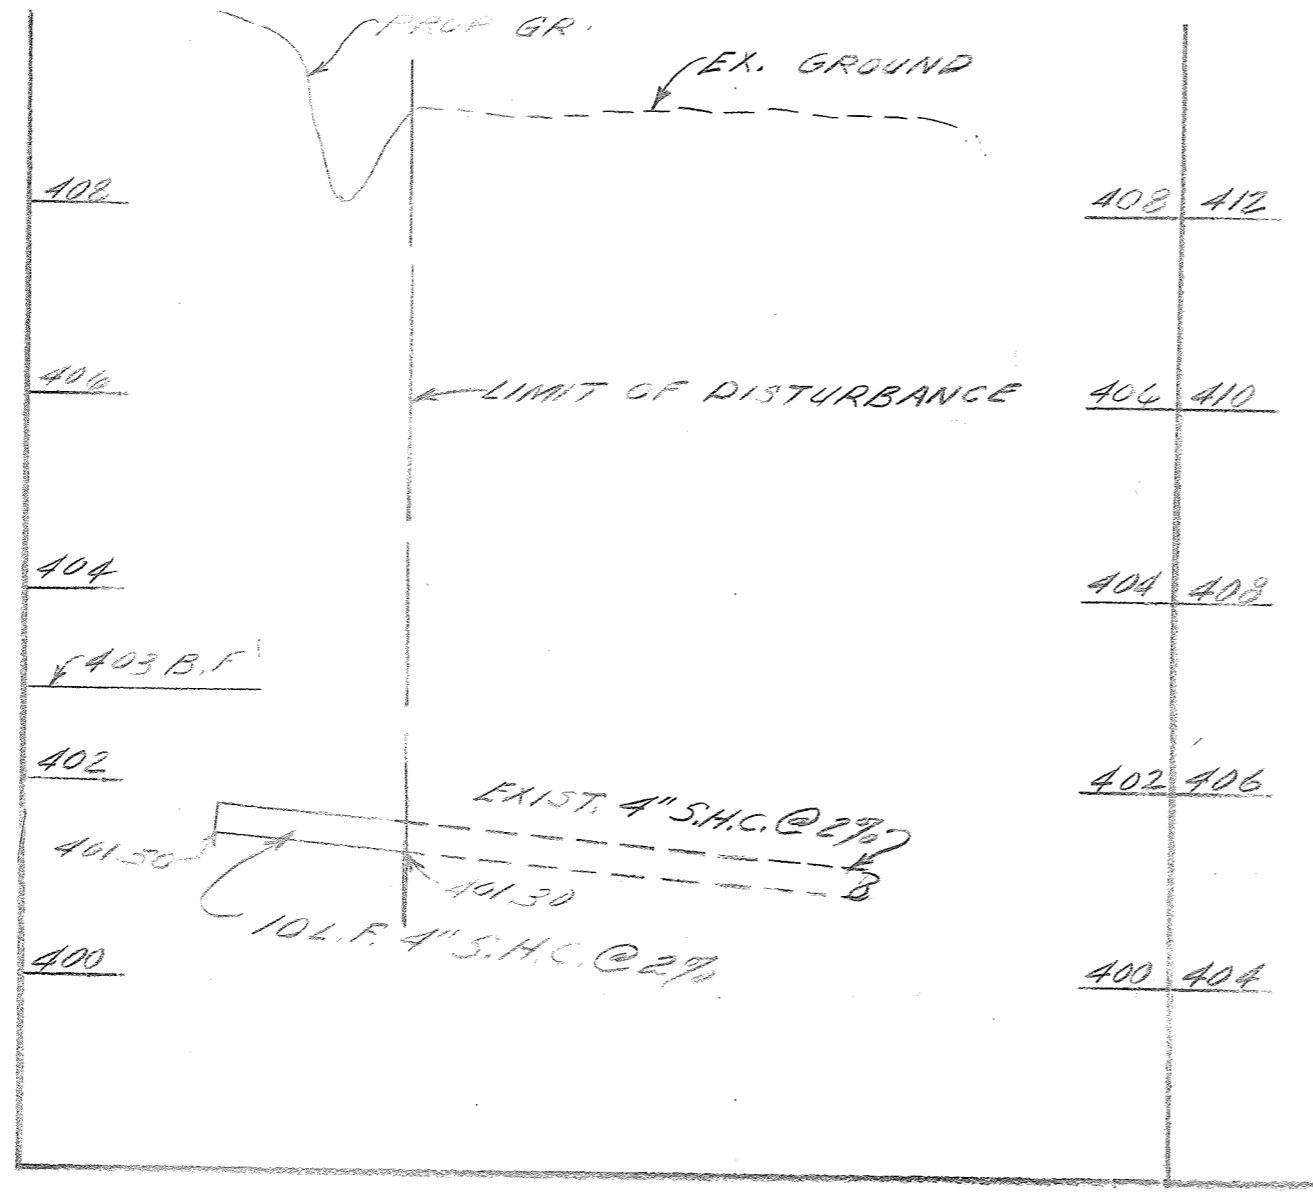 PROP GR.
EX. GROUND
408
408 412
406
LIMIT OF DISTURBANCE
406 410
404
404 408
403 B.F.
402
EXIST. 4" S.H.C. @ 2%
402 406
401.50
401.30
B
10 L.F. 4" S.H.C. @ 2%
400
400 404